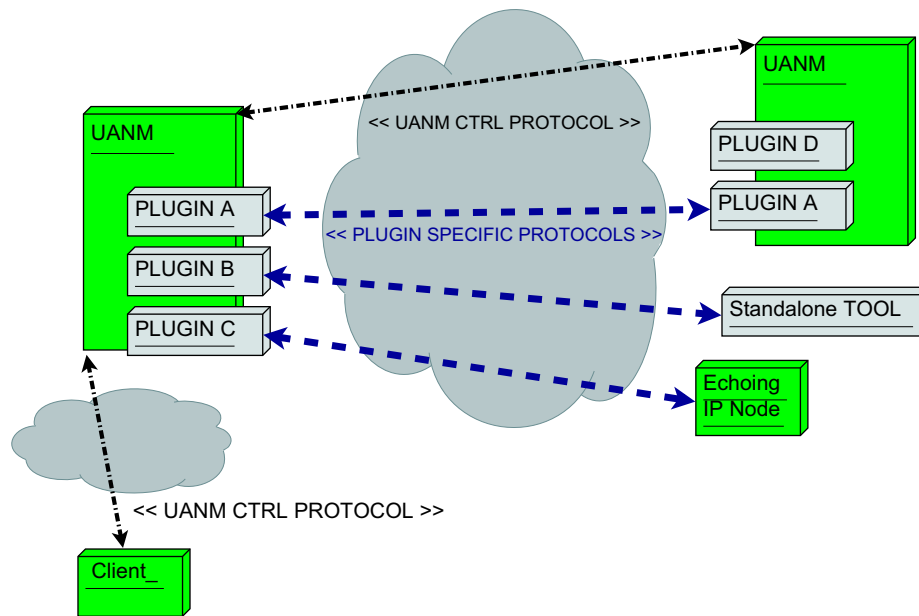 UANM
UANM
<< UANM CTRL PROTOCOL >>
PLUGIN D
PLUGIN A
PLUGIN A
<< PLUGIN SPECIFIC PROTOCOLS >>
PLUGIN B
Standalone TOOL
PLUGIN C
Echoing
IP Node
<< UANM CTRL PROTOCOL >>
Client_